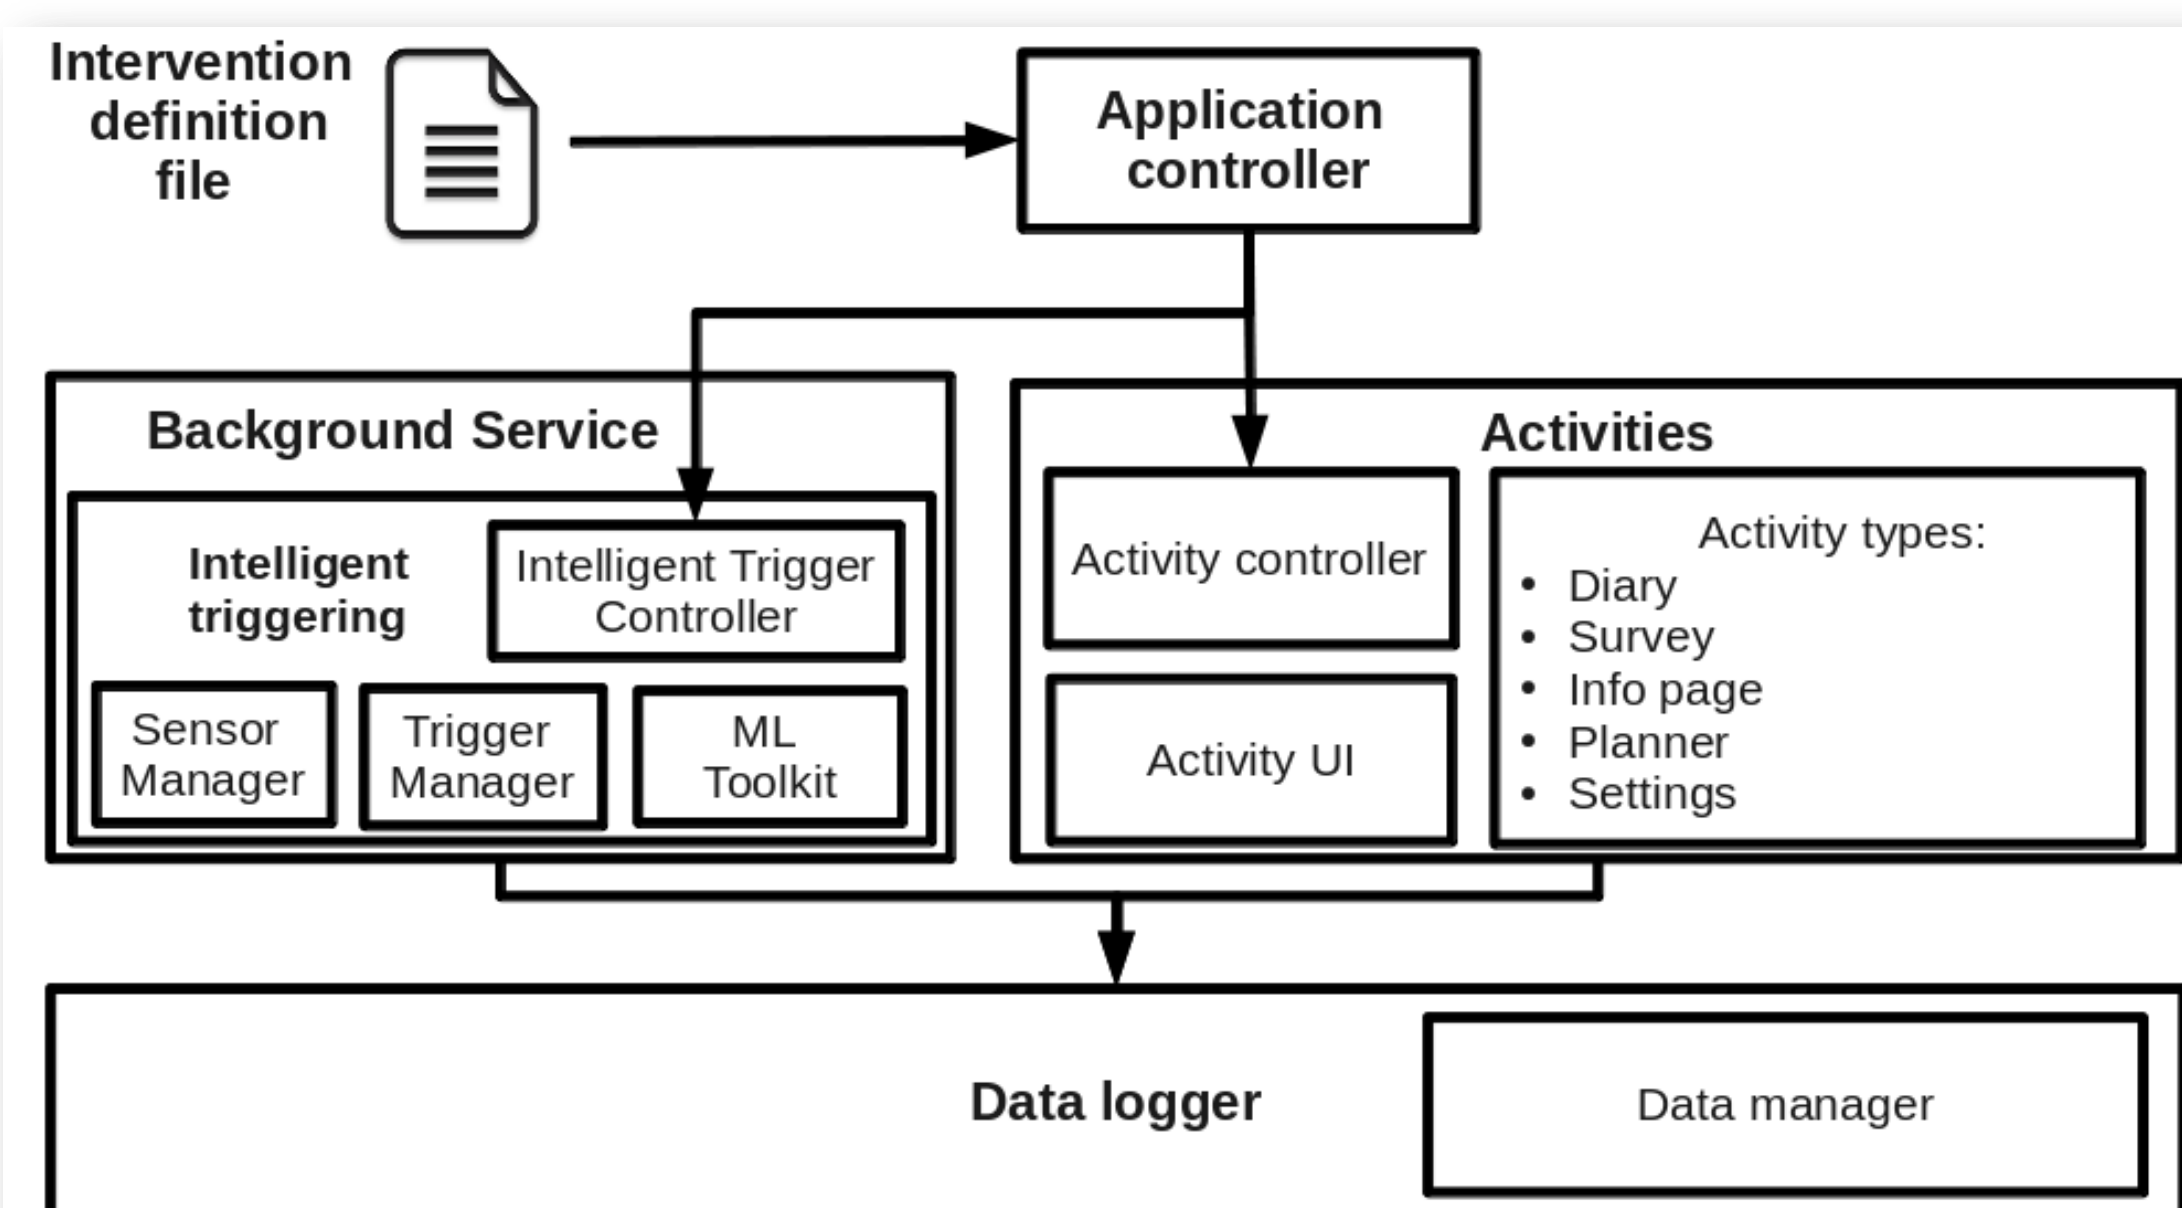 Intervention
definition
file
Application
controller
Background Service
Intelligent
triggering
Intelligent Trigger
Controller
Sensor
Manager
Trigger
Manager
ML
Toolkit
Activities
Activity controller
Activity UI
Activity types:
• Diary
• Survey
• Info page
• Planner
• Settings
Data logger
Data manager